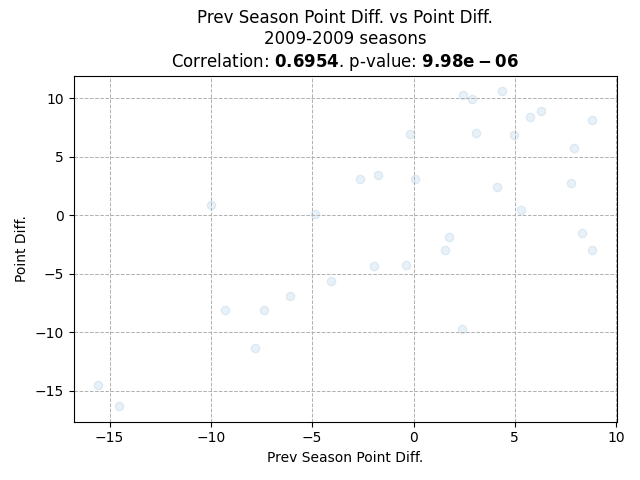 Prev Season Point Diff. vs Point Diff.
2009-2009 seasons
Correlation: 0.6954. p-value: 9.98e − 06
10
5
0
−5
−10
−15
Point Diff.
−15 −10 −5 0 5 10
Prev Season Point Diff.